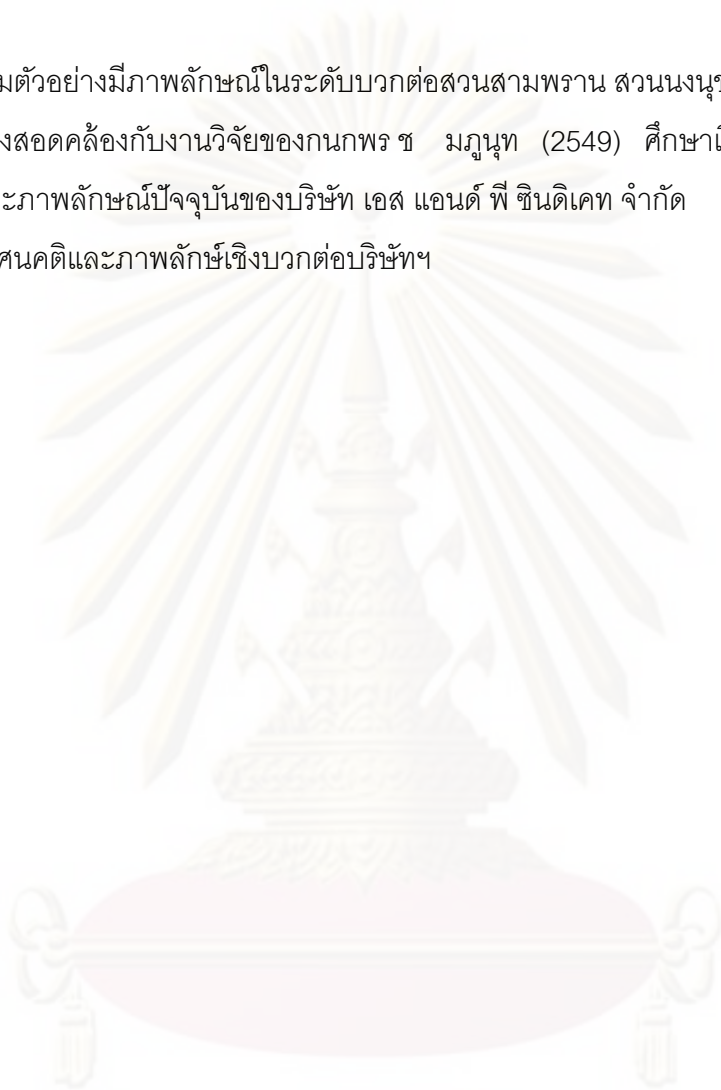 มตัวอย่างมีภาพลักษณ์ในระดับบวกต่อสวนสามพราน สวนนงนุช
งสอดคล้องกับงานวิจัยของกนกพร ช มภูนุท (2549) ศึกษาเ
ะภาพลักษณ์ปัจจุบันของบริษัท เอส แอนด์ พี ซินดิเคท จำกัด
ศนคติและภาพลักษ์เชิงบวกต่อบริษัทฯ